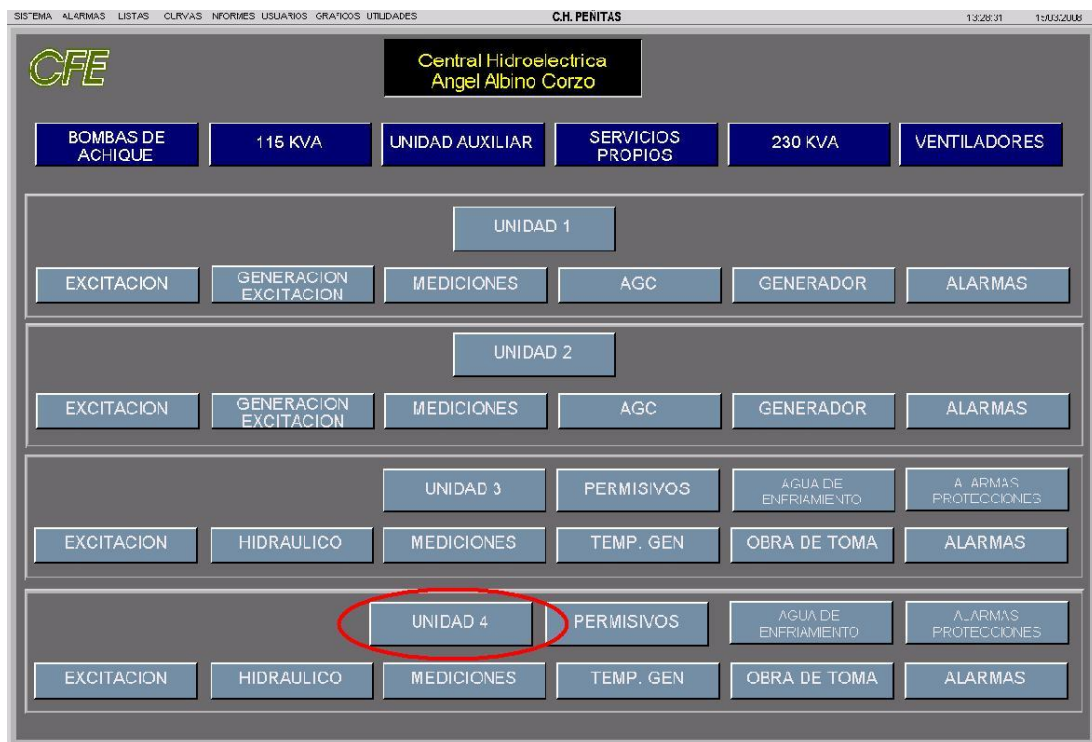 SISTEMA ALARMAS LISTAS CURVAS INFORMES USUARIOS GRAFICOS UTILIDADES C.H. PEÑITAS 13:28:31 15/03/2008
CFE
Central Hidroelectrica
Angel Albino Corzo
BOMBAS DE ACHIQUE
115 KVA
UNIDAD AUXILIAR
SERVICIOS PROPIOS
230 KVA
VENTILADORES
UNIDAD 1
EXCITACION
GENERACION EXCITACION
MEDICIONES
AGC
GENERADOR
ALARMAS
UNIDAD 2
EXCITACION
GENERACION EXCITACION
MEDICIONES
AGC
GENERADOR
ALARMAS
UNIDAD 3
PERMISIVOS
AGUA DE ENFRIAMIENTO
ALARMAS PROTECCIONES
EXCITACION
HIDRAULICO
MEDICIONES
TEMP. GEN
OBRA DE TOMA
ALARMAS
UNIDAD 4
PERMISIVOS
AGUA DE ENFRIAMIENTO
ALARMAS PROTECCIONES
EXCITACION
HIDRAULICO
MEDICIONES
TEMP. GEN
OBRA DE TOMA
ALARMAS